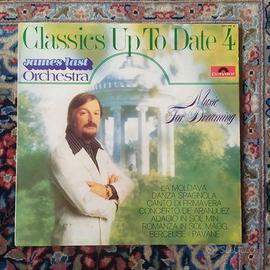 Classics Up To Date 4
James Last
Orchestra
Polydor
Music
For Dreaming
LA MOLDAVA
DANZA SPAGNOLA
CANTO DI PRIMAVERA
CONCIERTO DE ARANJUEZ
ADAGIO IN SOL MIN.
ROMANZA IN SOL MAGG.
BERCEUSE · PAVANE